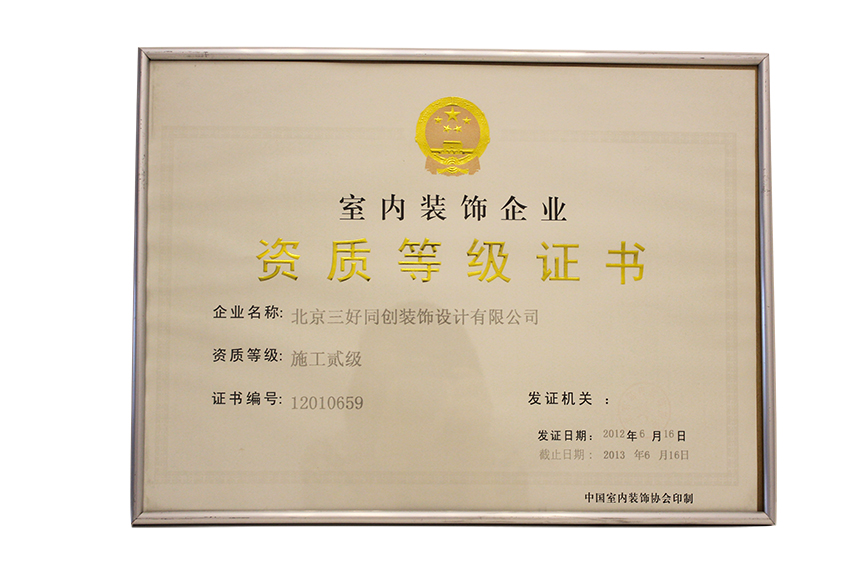 室内装饰企业
资质等级证书
企业名称: 北京三好同创装饰设计有限公司
资质等级: 施工贰级
证书编号: 12010659
发证机关 :
发证日期: 2012年6月16日
截止日期: 2013年6月16日
中国室内装饰协会印制